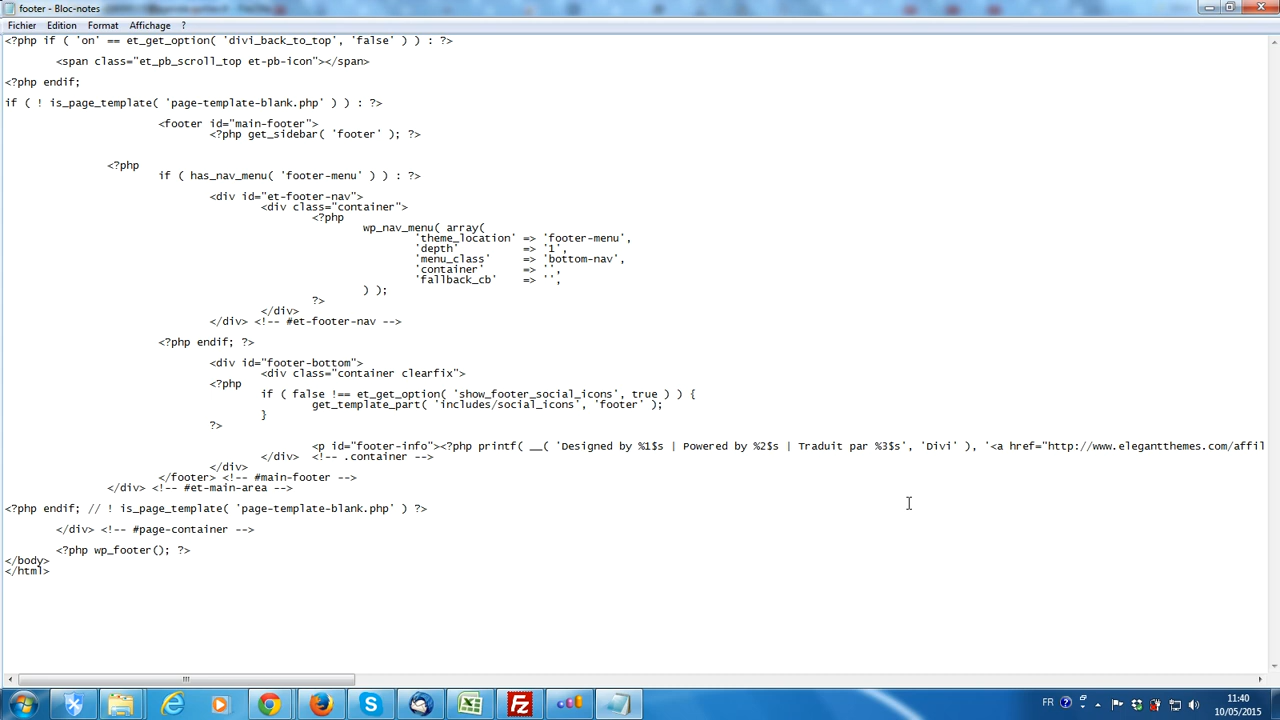 footer - Bloc-notes
Fichier Edition Format Affichage ?
<?php if ( 'on' == et_get_option( 'divi_back_to_top', 'false' ) ) : ?>
<span class="et_pb_scroll_top et-pb-icon"></span>
<?php endif;
if ( ! is_page_template( 'page-template-blank.php' ) ) : ?>
<footer id="main-footer">
<?php get_sidebar( 'footer' ); ?>
<?php
if ( has_nav_menu( 'footer-menu' ) ) : ?>
<div id="et-footer-nav">
<div class="container">
<?php
wp_nav_menu( array(
'theme_location' => 'footer-menu',
'depth' => '1',
'menu_class' => 'bottom-nav',
'container' => '',
'fallback_cb' => '',
) );
?>
</div>
</div> <!-- #et-footer-nav -->
<?php endif; ?>
<div id="footer-bottom">
<div class="container clearfix">
<?php
if ( false !== et_get_option( 'show_footer_social_icons', true ) ) {
get_template_part( 'includes/social_icons', 'footer' );
}
?>
<p id="footer-info"><?php printf( __( 'Designed by %1$s | Powered by %2$s | Traduit par %3$s', 'Divi' ), '<a href="http://www.elegantthemes.com/affil
</div> <!-- .container -->
</div>
</footer> <!-- #main-footer -->
</div> <!-- #et-main-area -->
<?php endif; // ! is_page_template( 'page-template-blank.php' ) ?>
</div> <!-- #page-container -->
<?php wp_footer(); ?>
</body>
</html>
FR
11:40
10/05/2015